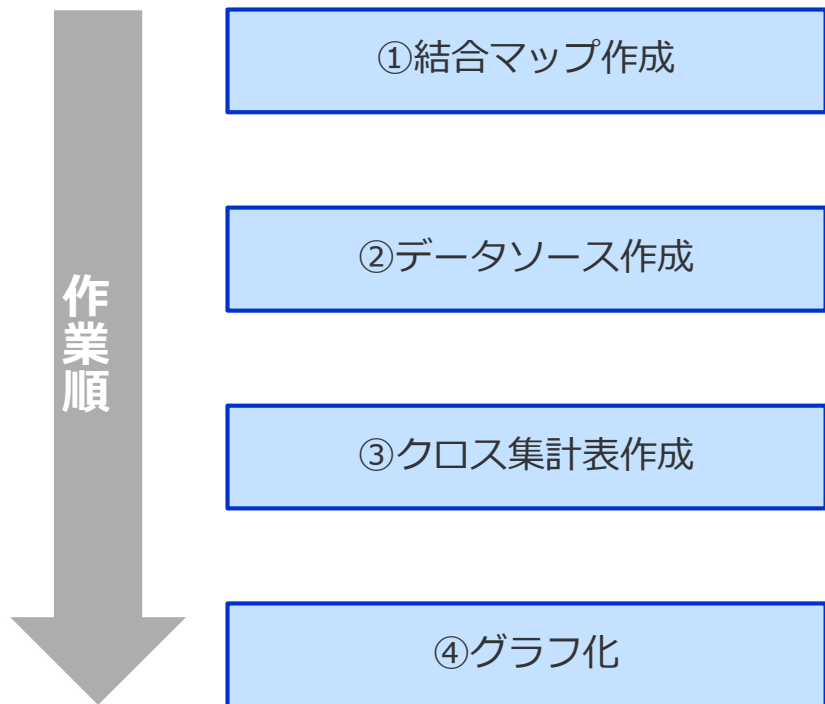 ①結合マップ作成
②データソース作成
作業順
③クロス集計表作成
④グラフ化